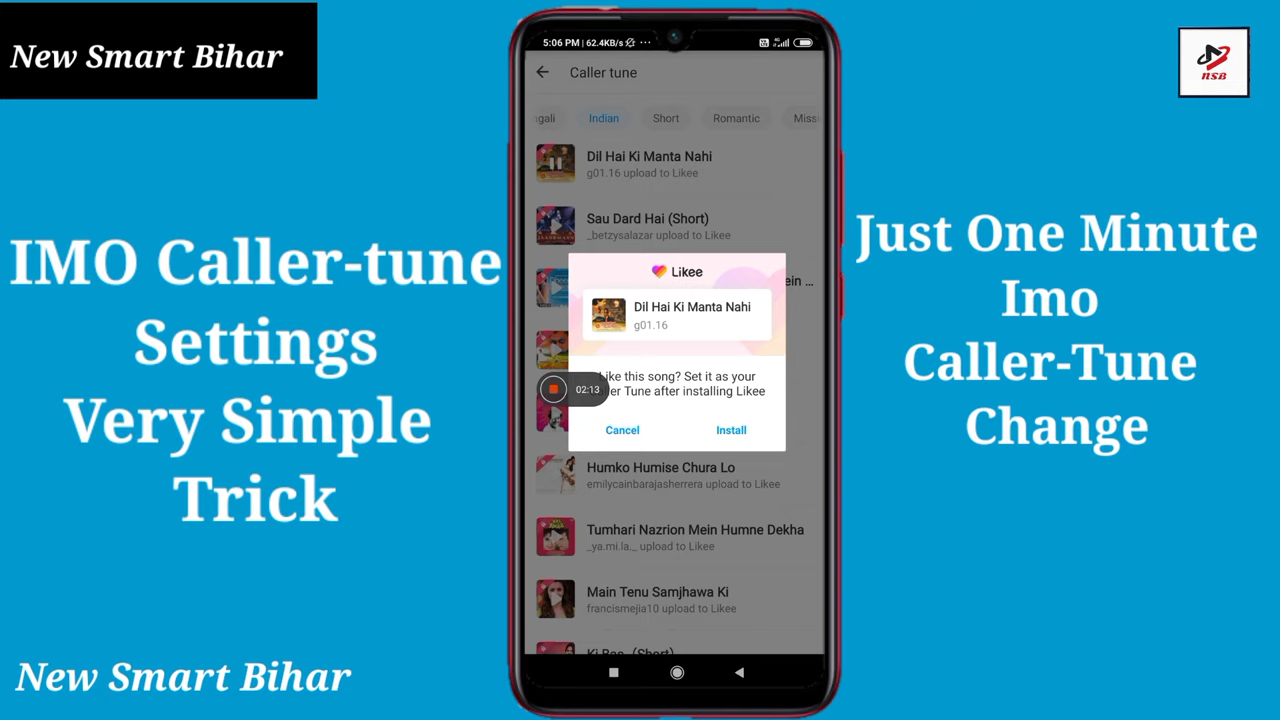 New Smart Bihar
IMO Caller-tune
Settings
Very Simple
Trick
New Smart Bihar
5:06 PM | 62.4KB/s ...
4G
Caller tune
ngali Indian Short Romantic Missi
Dil Hai Ki Manta Nahi
g01.16 upload to Likee
Sau Dard Hai (Short)
_betzysalazar upload to Likee
ein ...
Likee
Dil Hai Ki Manta Nahi
g01.16
Like this song? Set it as your
ller Tune after installing Likee
02:13
Cancel Install
Humko Humise Chura Lo
emilycainbarajasherrera upload to Likee
Tumhari Nazrion Mein Humne Dekha
_ya.mi.la._ upload to Likee
Main Tenu Samjhawa Ki
francismejia10 upload to Likee
NSB
Just One Minute
Imo
Caller-Tune
Change